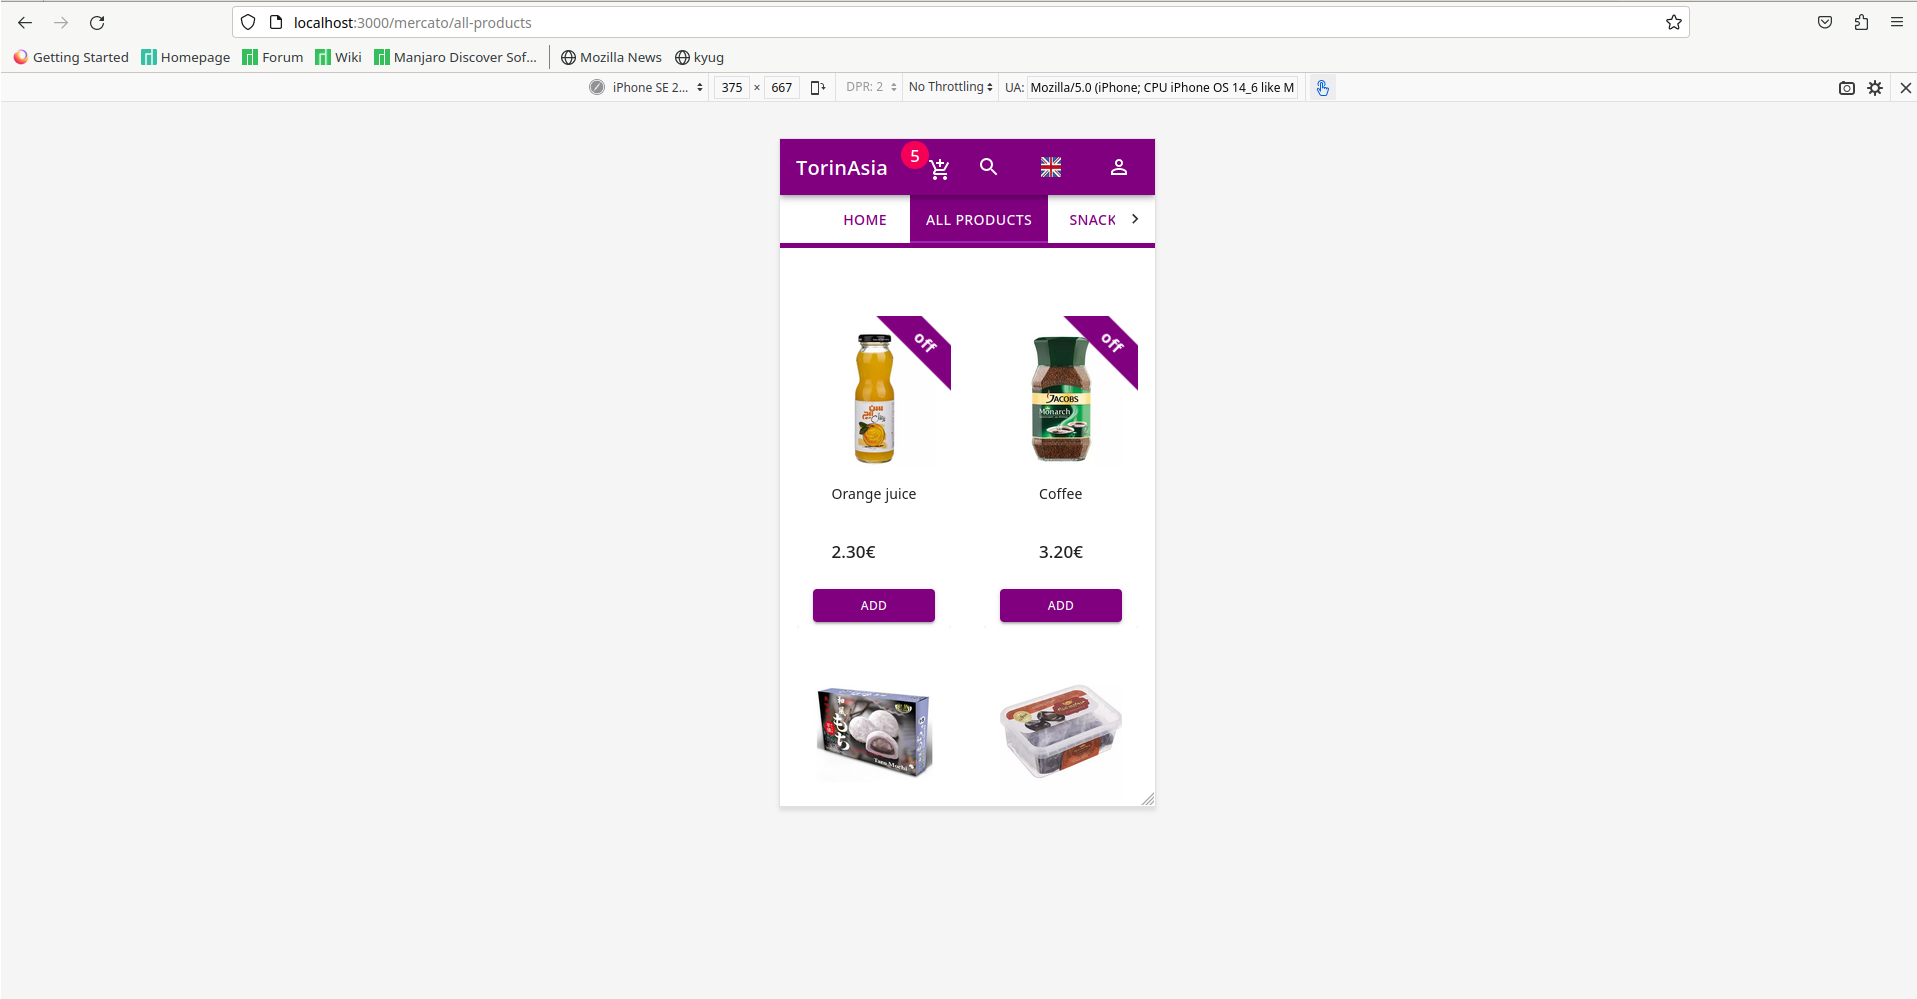 localhost:3000/mercato/all-products
Getting Started Homepage Forum Wiki Manjaro Discover Sof... Mozilla News kyug
iPhone SE 2... 375 × 667 DPR: 2 No Throttling UA: Mozilla/5.0 (iPhone; CPU iPhone OS 14_6 like M
TorinAsia 5
HOME ALL PRODUCTS SNACK
off off
JACOBS
Monarch
Orange juice Coffee
2.30€ 3.20€
ADD ADD